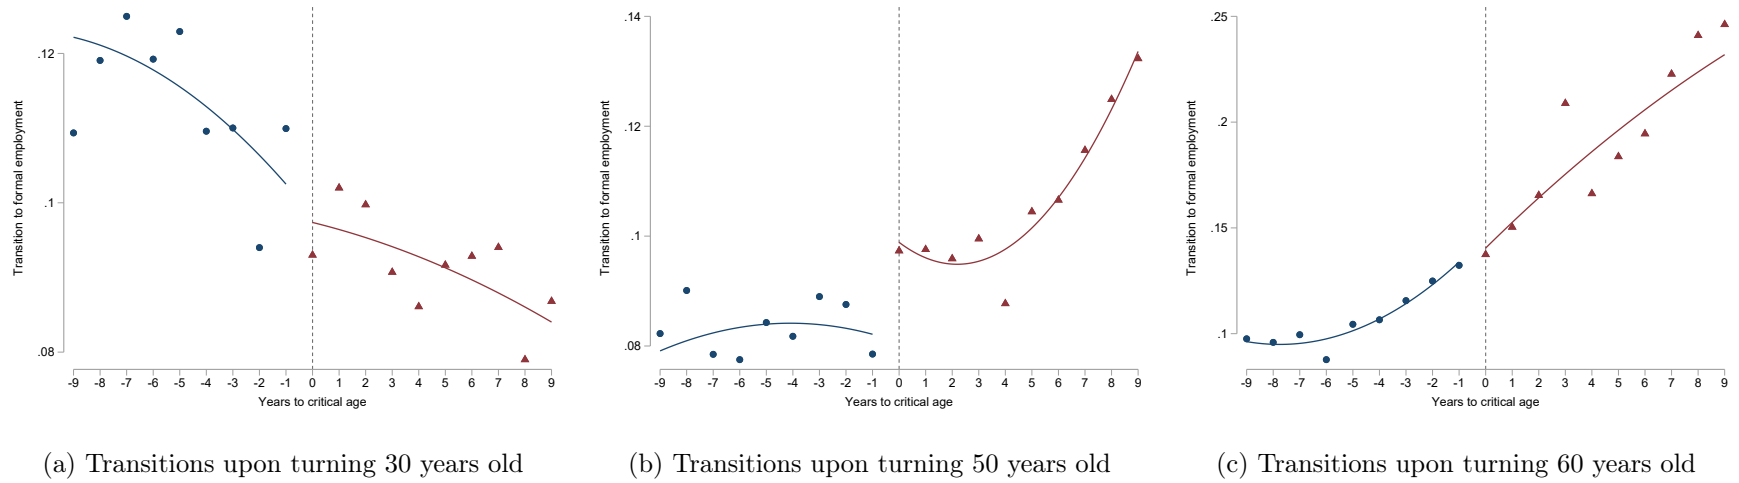 Transition to formal employment
.12
.1
.08
-9 -8 -7 -6 -5 -4 -3 -2 -1 0 1 2 3 4 5 6 7 8 9
Years to critical age
(a) Transitions upon turning 30 years old
Transition to formal employment
.14
.12
.1
.08
-9 -8 -7 -6 -5 -4 -3 -2 -1 0 1 2 3 4 5 6 7 8 9
Years to critical age
(b) Transitions upon turning 50 years old
Transition to formal employment
.25
.2
.15
.1
-9 -8 -7 -6 -5 -4 -3 -2 -1 0 1 2 3 4 5 6 7 8 9
Years to critical age
(c) Transitions upon turning 60 years old